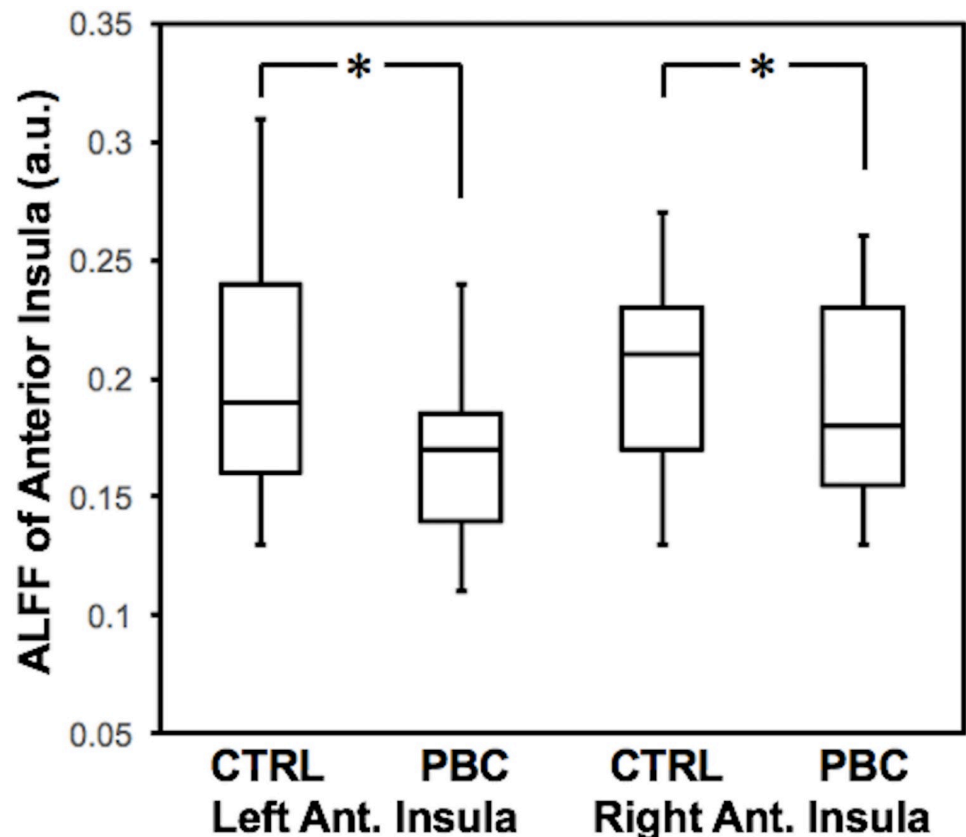 ALFF of Anterior Insula (a.u.)
0.35
0.3
0.25
0.2
0.15
0.1
0.05
* *
CTRL PBC CTRL PBC
Left Ant. Insula Right Ant. Insula